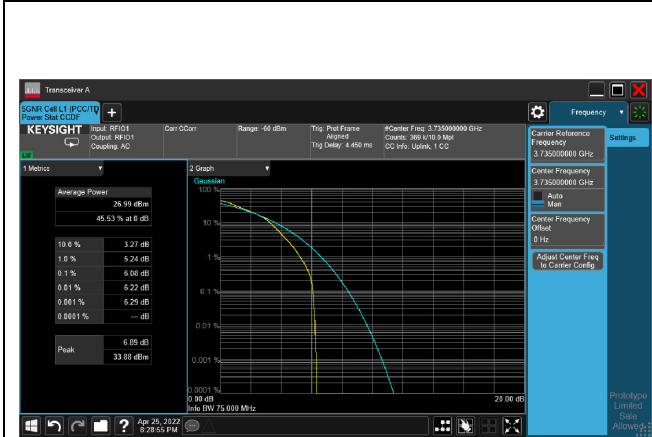 Transceiver A
5GNR Cell L1 (PCC/TD
Power Stat CCDF
Frequency
KEYSIGHT
Input: RFIO1
Output: RFIO1
Coupling: AC
Corr CCorr
Range: -60 dBm
Trig: Pret Frame
Aligned
Trig Delay: 4.450 ms
#Center Freq: 3.735000000 GHz
Counts: 369 k/10.0 Mpt
CC Info: Uplink, 1 CC
Carrier Reference
Frequency
3.735000000 GHz
Settings
Center Frequency
3.735000000 GHz
Auto
Man
Center Frequency
Offset
0 Hz
Adjust Center Freq
to Carrier Config
1 Metrics
Average Power
26.99 dBm
45.53 % at 0 dB
10.0 % 3.27 dB
1.0 % 5.24 dB
0.1 % 6.08 dB
0.01 % 6.22 dB
0.001 % 6.29 dB
0.0001 % --- dB
Peak
6.89 dB
33.88 dBm
2 Graph
Gaussian
100 %
10 %
1 %
0.1 %
0.01 %
0.001 %
0.0001 %
0.00 dB 20.00 dB
Info BW 75.000 MHz
Apr 25, 2022
8:28:55 PM
Prototype
Limited
Sale
Allowed